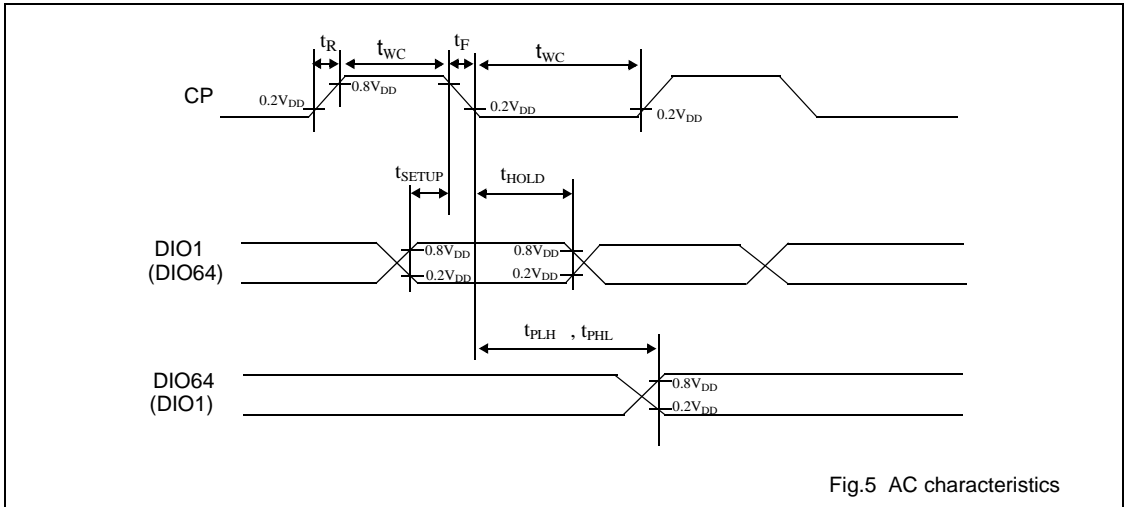 tR tWC tF tWC
CP
0.2VDD 0.8VDD 0.2VDD 0.2VDD
tSETUP tHOLD
DIO1
(DIO64)
0.8VDD 0.8VDD
0.2VDD 0.2VDD
tPLH , tPHL
DIO64
(DIO1)
0.8VDD
0.2VDD
Fig.5 AC characteristics